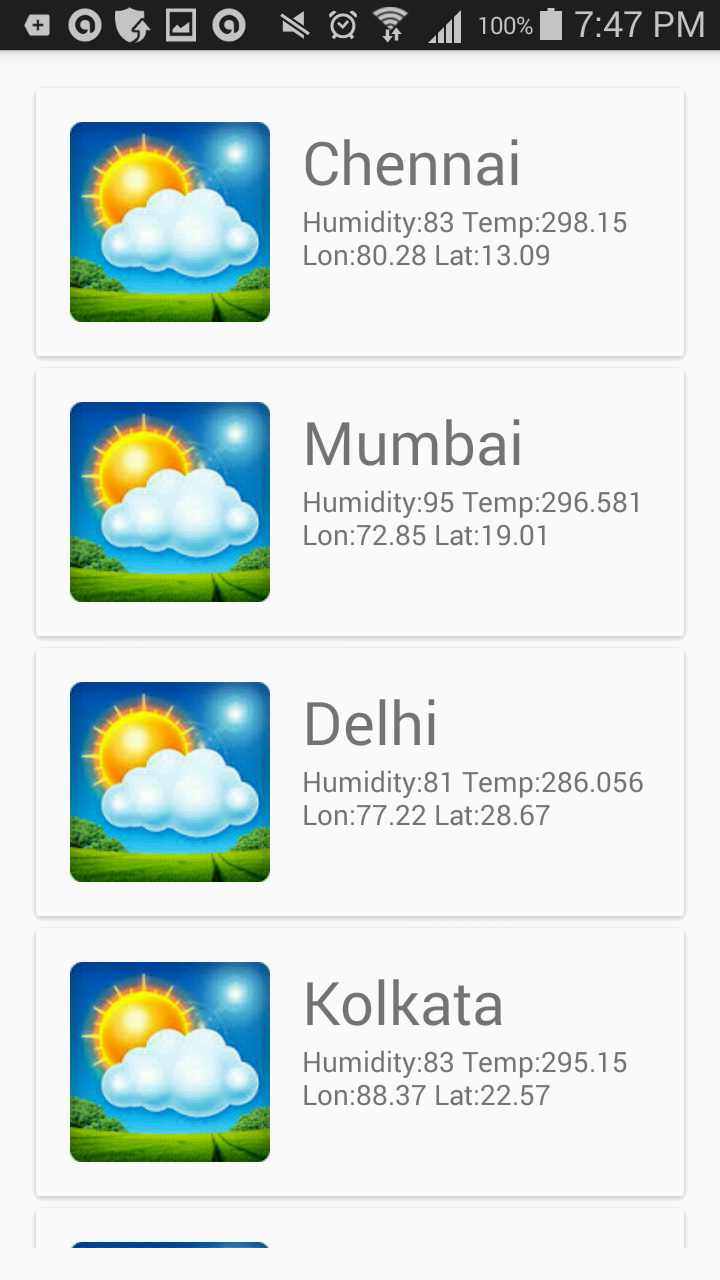 100% 7:47 PM
Chennai
Humidity:83 Temp:298.15
Lon:80.28 Lat:13.09
Mumbai
Humidity:95 Temp:296.581
Lon:72.85 Lat:19.01
Delhi
Humidity:81 Temp:286.056
Lon:77.22 Lat:28.67
Kolkata
Humidity:83 Temp:295.15
Lon:88.37 Lat:22.57